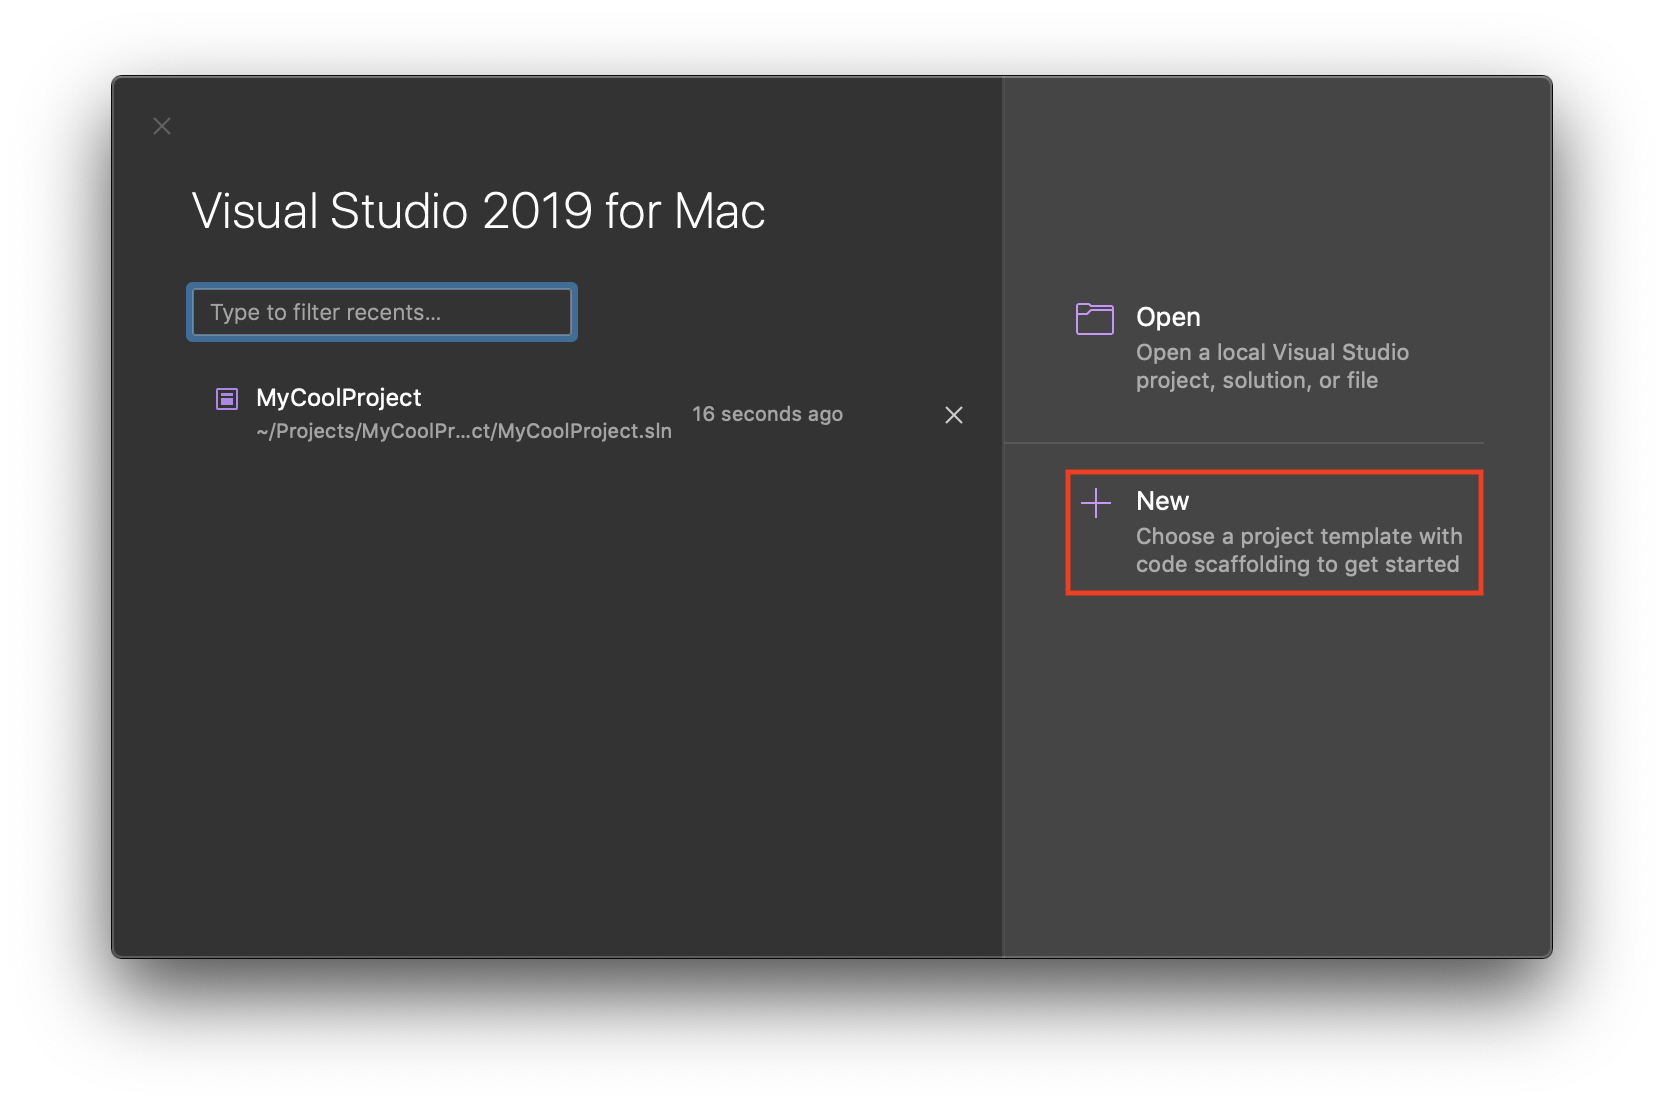 Visual Studio 2019 for Mac
Type to filter recents...
MyCoolProject
~/Projects/MyCoolPr...ct/MyCoolProject.sln
16 seconds ago
Open
Open a local Visual Studio
project, solution, or file
New
Choose a project template with
code scaffolding to get started